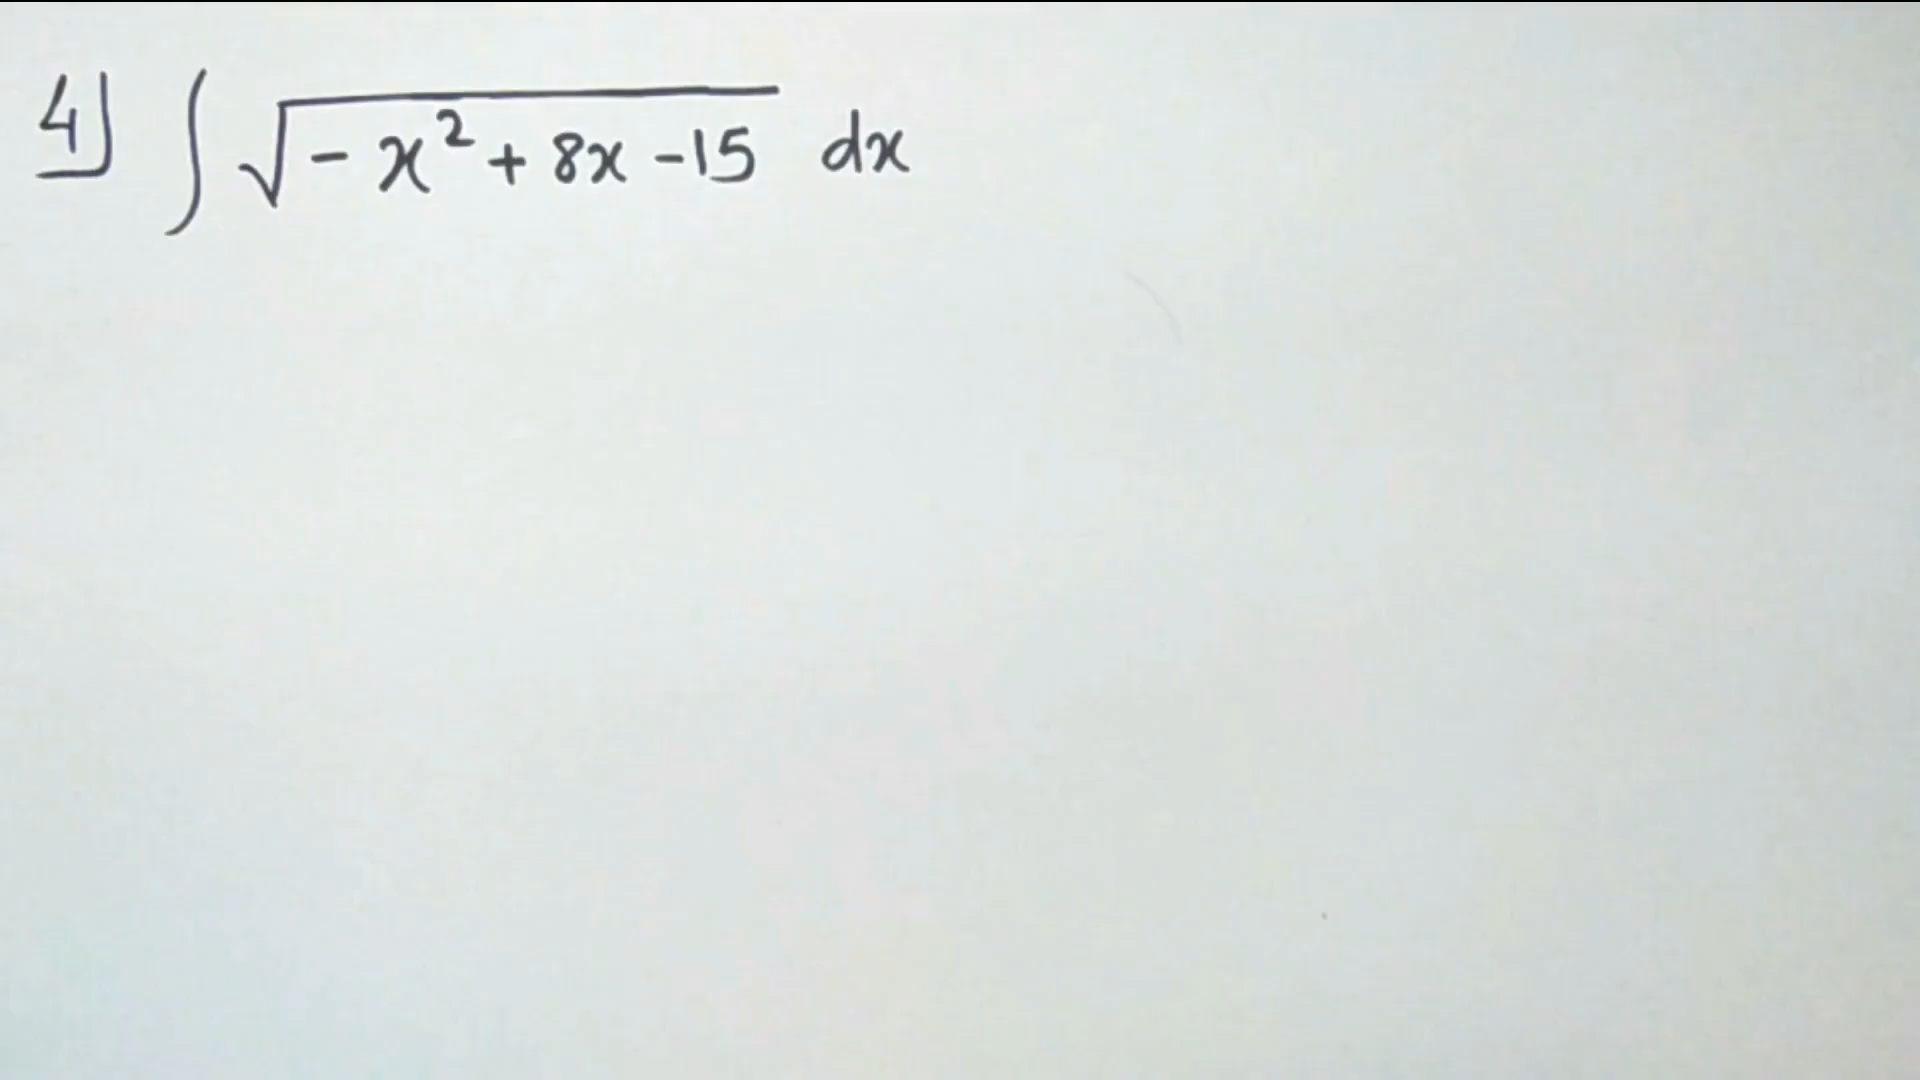 4) ∫ √(-x² + 8x - 15) dx